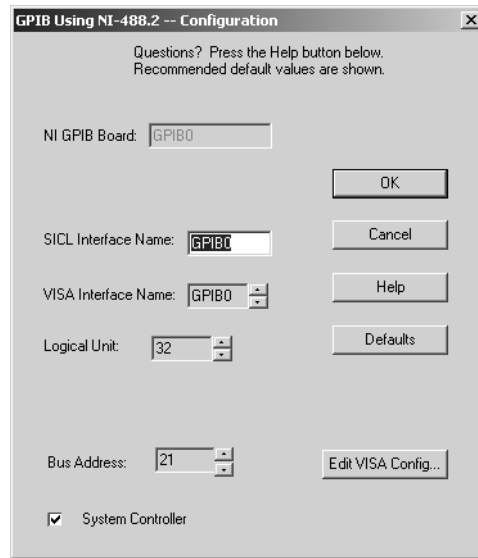 GPIB Using NI-488.2 -- Configuration
Questions? Press the Help button below.
Recommended default values are shown.
NI GPIB Board: GPIB0
OK
SICL Interface Name: GPIB0
Cancel
VISA Interface Name: GPIB0
Help
Logical Unit: 32
Defaults
Bus Address: 21
Edit VISA Config...
System Controller